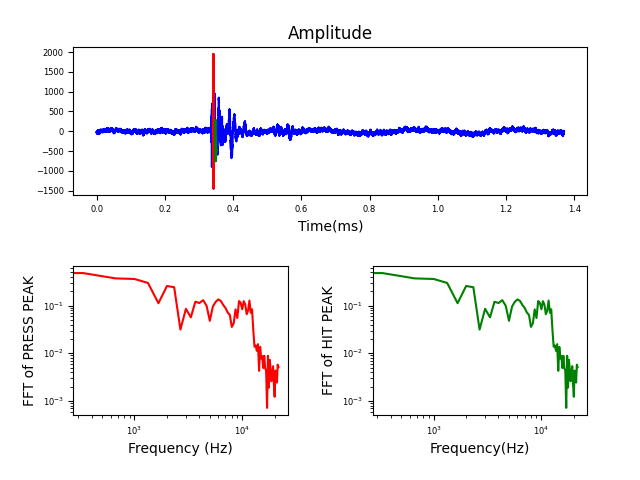 Amplitude
2000
1500
1000
500
0
−500
−1000
−1500
0.0 0.2 0.4 0.6 0.8 1.0 1.2 1.4
Time(ms)
FFT of PRESS PEAK
10⁻¹
10⁻²
10⁻³
10³ 10⁴
Frequency (Hz)
FFT of HIT PEAK
10⁻¹
10⁻²
10⁻³
10³ 10⁴
Frequency(Hz)